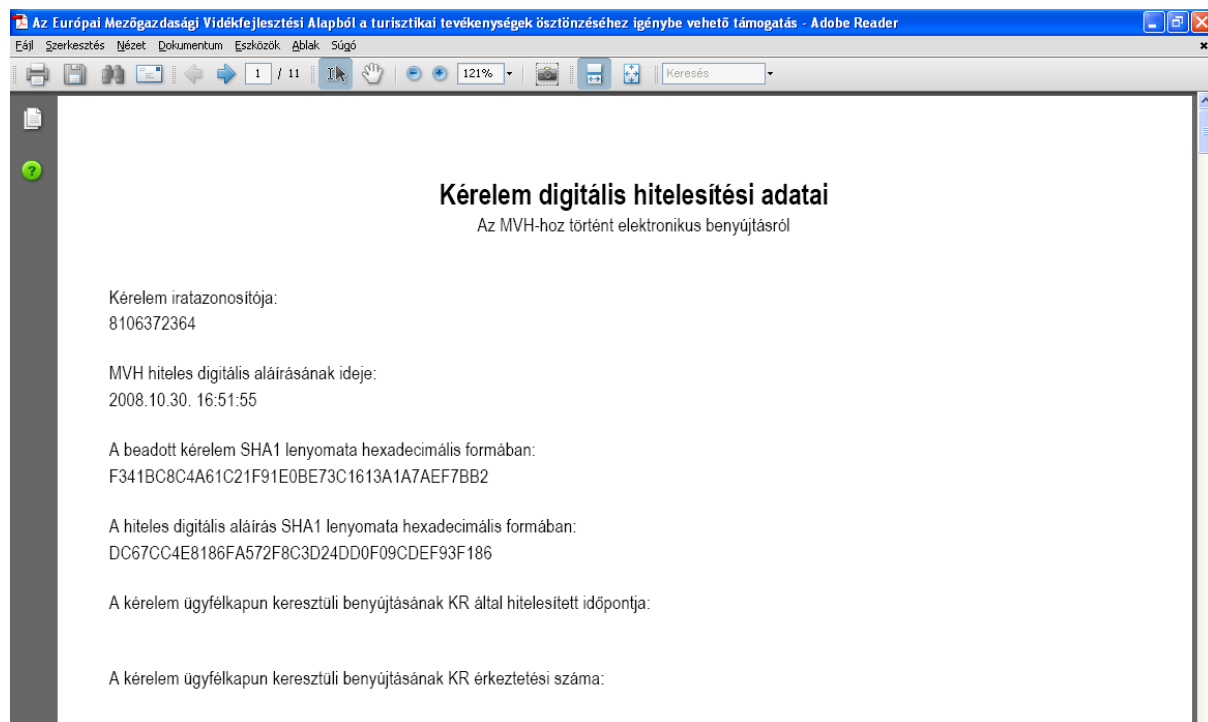 Az Európai Mezőgazdasági Vidékfejlesztési Alapból a turisztikai tevékenységek ösztönzéséhez igénybe vehető támogatás - Adobe Reader
Fájl Szerkesztés Nézet Dokumentum Eszközök Ablak Súgó
1 / 11 121% Keresés
Kérelem digitális hitelesítési adatai
Az MVH-hoz történt elektronikus benyújtásról
Kérelem iratazonosítója:
8106372364
MVH hiteles digitális aláírásának ideje:
2008.10.30. 16:51:55
A beadott kérelem SHA1 lenyomata hexadecimális formában:
F341BC8C4A61C21F91E0BE73C1613A1A7AEF7BB2
A hiteles digitális aláírás SHA1 lenyomata hexadecimális formában:
DC67CC4E8186FA572F8C3D24DD0F09CDEF93F186
A kérelem ügyfélkapun keresztüli benyújtásának KR által hitelesített időpontja:
A kérelem ügyfélkapun keresztüli benyújtásának KR érkeztetési száma: